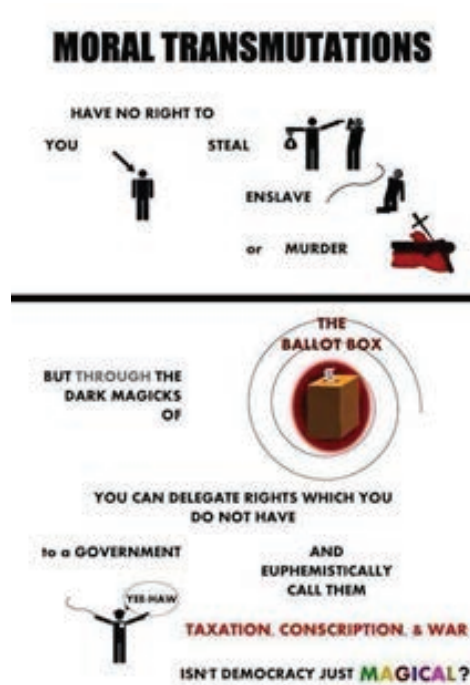 MORAL TRANSMUTATIONS
HAVE NO RIGHT TO
YOU STEAL
ENSLAVE
or MURDER
THE
BALLOT BOX
BUT THROUGH THE
DARK MAGICKS
OF
YOU CAN DELEGATE RIGHTS WHICH YOU
DO NOT HAVE
to a GOVERNMENT
AND
EUPHEMISTICALLY
CALL THEM
YEE-HAW
TAXATION, CONSCRIPTION, & WAR
ISN'T DEMOCRACY JUST MAGICAL?